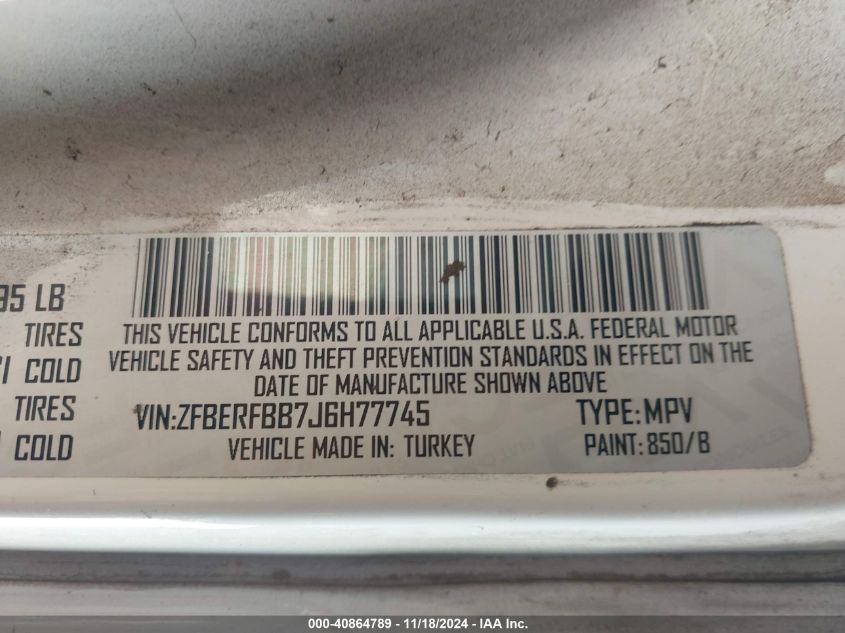 95 LB
TIRES
COLD
TIRES
COLD
THIS VEHICLE CONFORMS TO ALL APPLICABLE U.S.A. FEDERAL MOTOR
VEHICLE SAFETY AND THEFT PREVENTION STANDARDS IN EFFECT ON THE
DATE OF MANUFACTURE SHOWN ABOVE
VIN:ZFBERFBB7J6H77745 TYPE:MPV
VEHICLE MADE IN: TURKEY PAINT:850/B
000-40864789 - 11/18/2024 - IAA Inc.